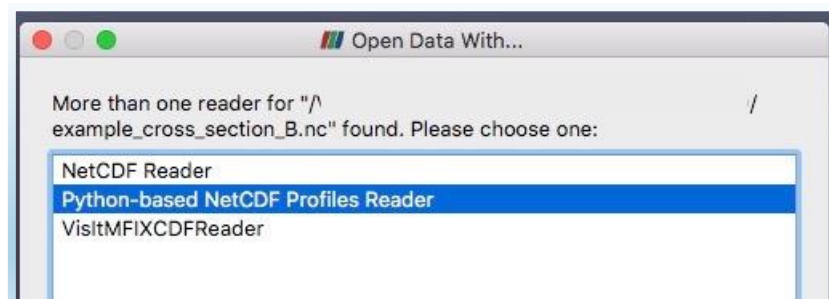 Open Data With...
More than one reader for "/\ /
example_cross_section_B.nc" found. Please choose one:
NetCDF Reader
Python-based NetCDF Profiles Reader
VisItMFIXCDFReader